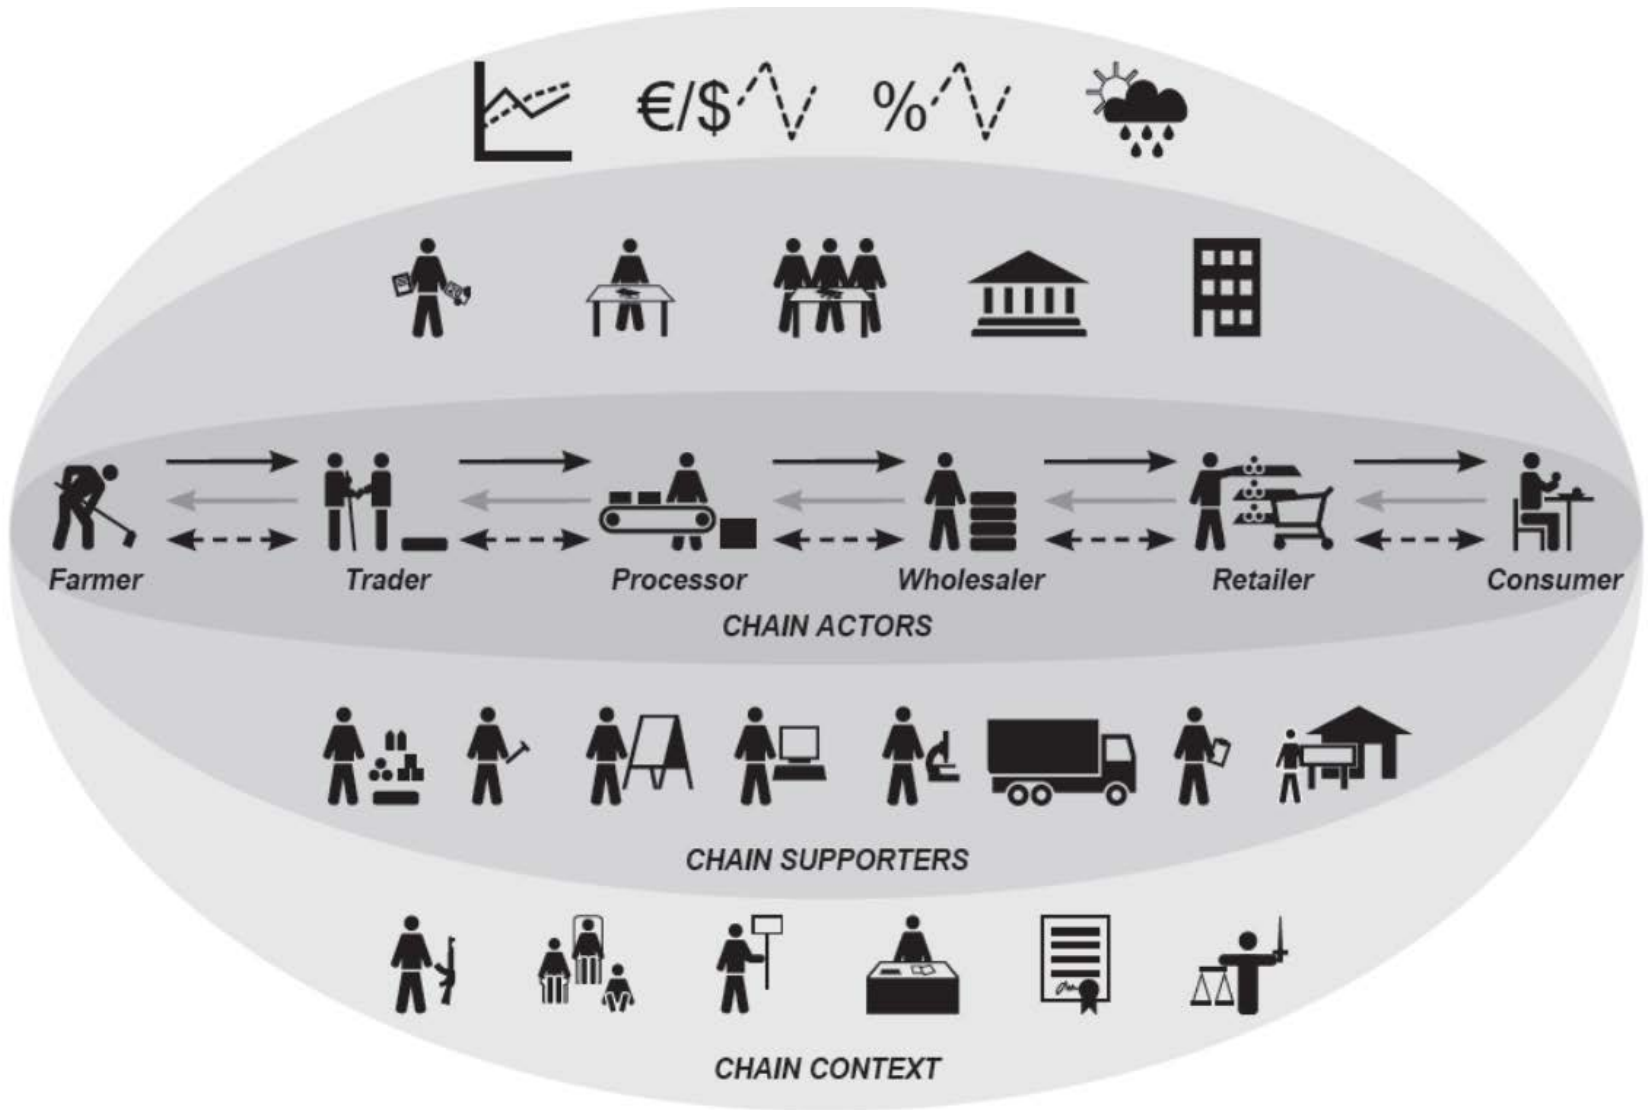 €/$
%
Farmer
Trader
Processor
Wholesaler
Retailer
Consumer
CHAIN ACTORS
CHAIN SUPPORTERS
CHAIN CONTEXT